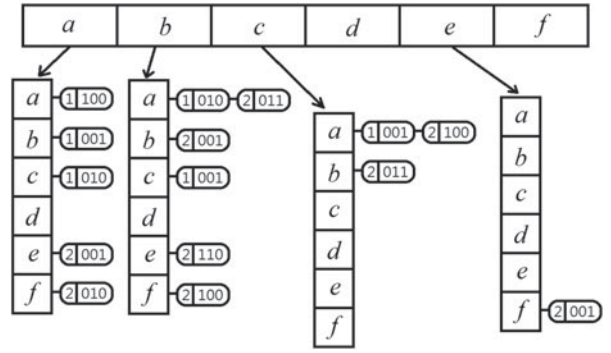 a b c d e f
a 1 100
b 1 001
c 1 010
d
e 2 001
f 2 010
a 1 010 2 011
b 2 001
c 1 001
d
e 2 110
f 2 100
a 1 001 2 100
b 2 011
c
d
e
f
a
b
c
d
e
f 2 001